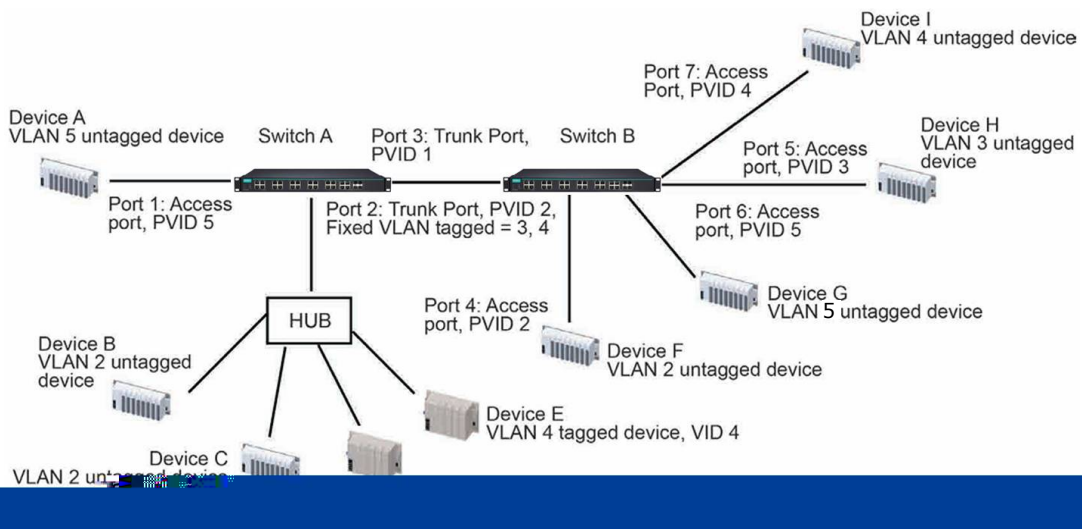 Device I
VLAN 4 untagged device
Port 7: Access
Port, PVID 4
Device A
VLAN 5 untagged device
Switch A
Port 3: Trunk Port,
PVID 1
Switch B
Device H
VLAN 3 untagged
device
Port 5: Access
port, PVID 3
Port 1: Access
port, PVID 5
Port 2: Trunk Port, PVID 2,
Fixed VLAN tagged = 3, 4
Port 6: Access
port, PVID 5
HUB
Port 4: Access
port, PVID 2
Device G
VLAN 5 untagged device
Device B
VLAN 2 untagged
device
Device F
VLAN 2 untagged device
Device E
VLAN 4 tagged device, VID 4
Device C
VLAN 2